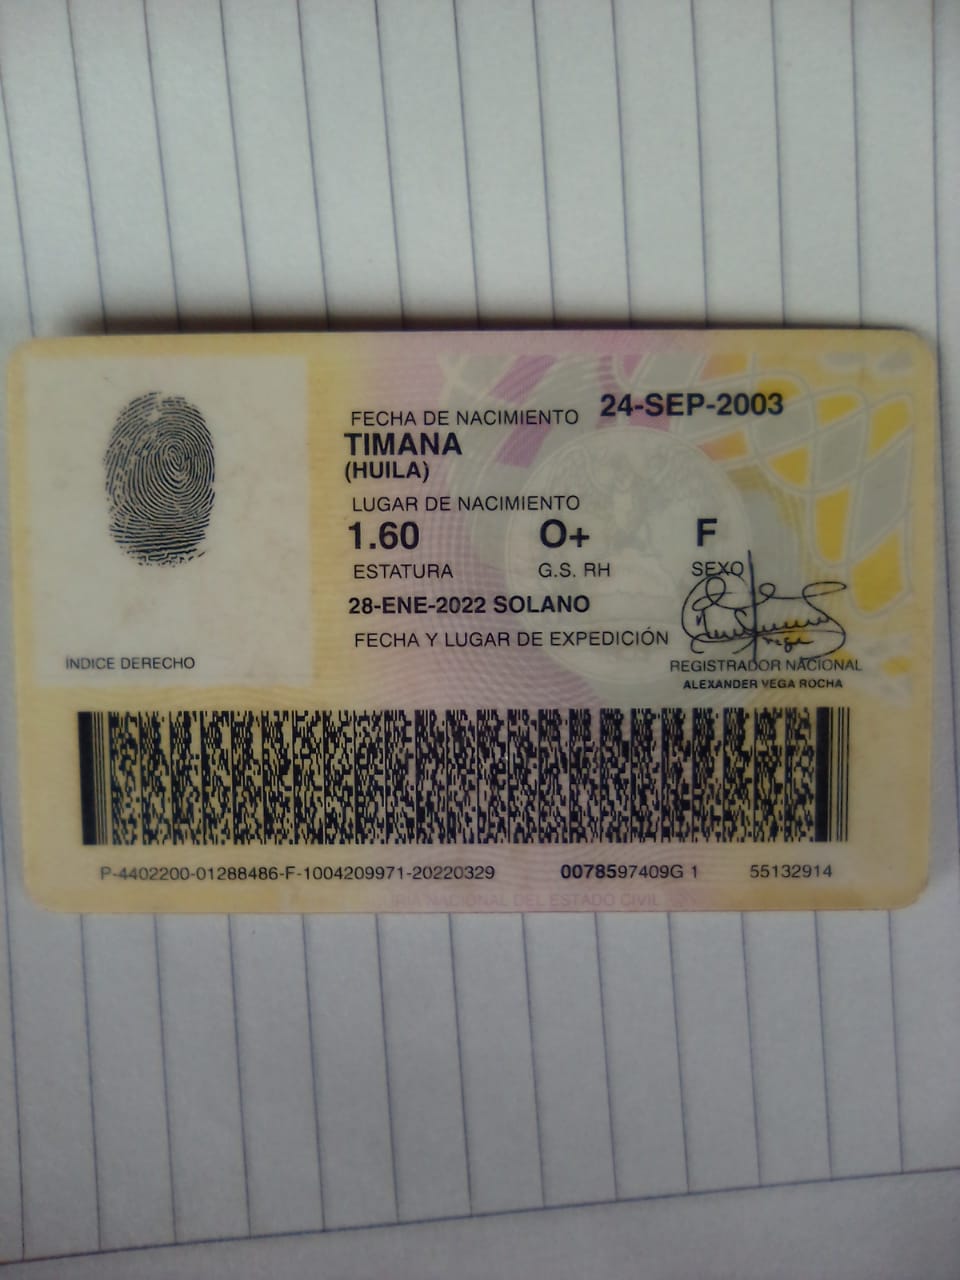 FECHA DE NACIMIENTO 24-SEP-2003
TIMANA
(HUILA)
LUGAR DE NACIMIENTO
1.60 O+ F
ESTATURA G.S. RH SEXO
28-ENE-2022 SOLANO
FECHA Y LUGAR DE EXPEDICIÓN
INDICE DERECHO
REGISTRADOR NACIONAL
ALEXANDER VEGA ROCHA
P-4402200-01288486-F-1004209971-20220329 0078597409G 1 55132914
NACIONAL DEL ESTADO CIVIL